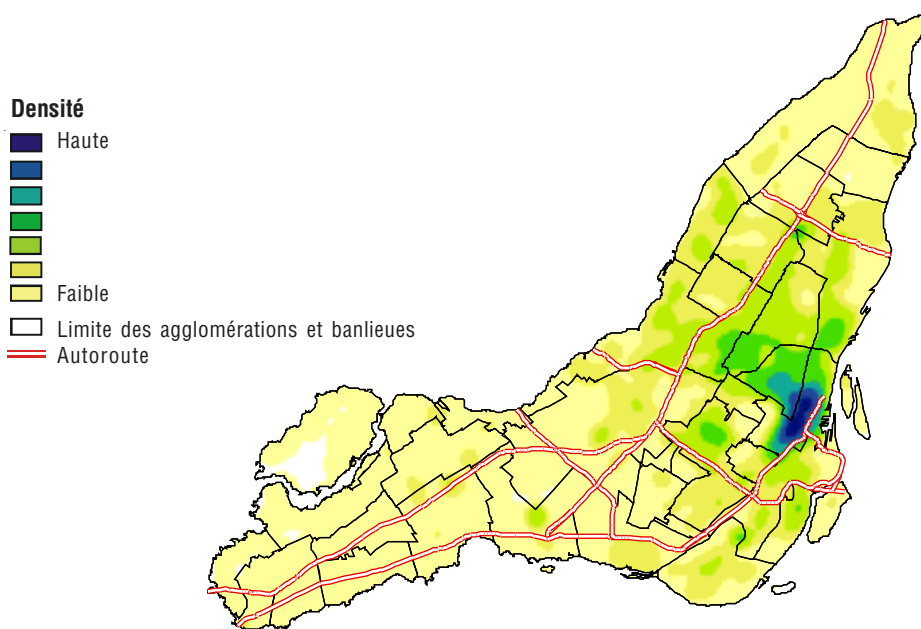 Densité
Haute
Faible
Limite des agglomérations et banlieues
Autoroute